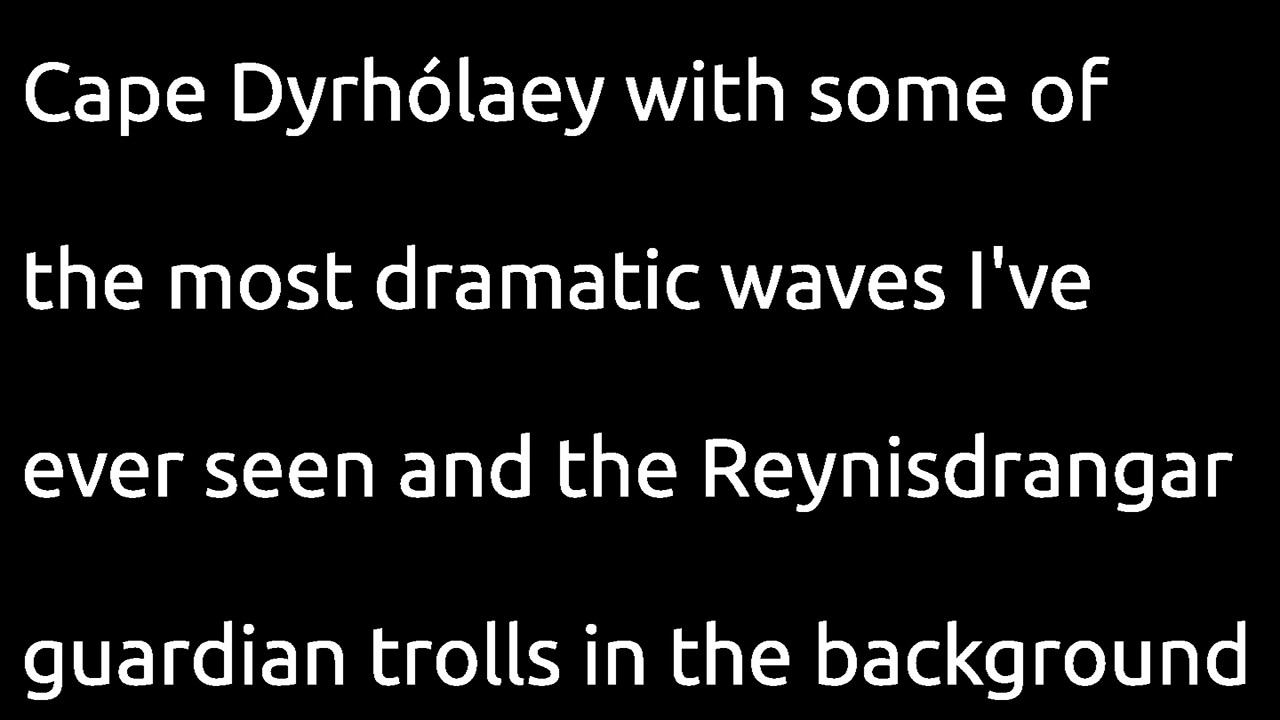 Cape Dyrhólaey with some of
the most dramatic waves I've
ever seen and the Reynisdrangar
guardian trolls in the background